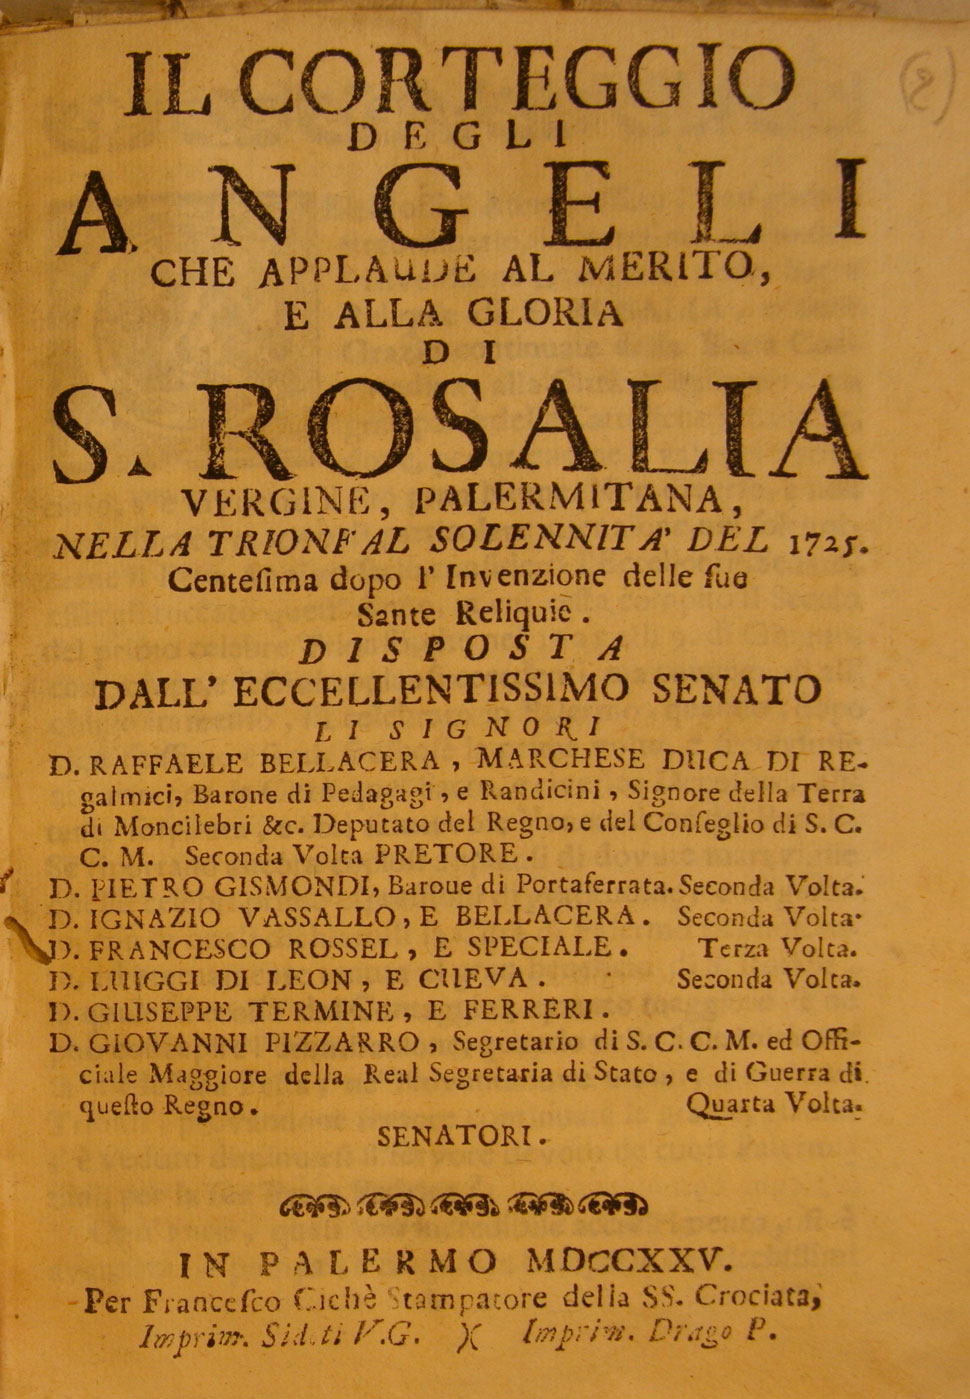 (8)
IL CORTEGGIO
DEGLI
ANGELI
CHE APPLAUDE AL MERITO,
E ALLA GLORIA
DI
S. ROSALIA
VERGINE, PALERMITANA,
NELLA TRIONFAL SOLENNITA' DEL 1725.
Centeſima dopo l' Invenzione delle ſue
Sante Reliquie.
DISPOSTA
DALL' ECCELLENTISSIMO SENATO
LI SIGNORI
D. RAFFAELE BELLACERA, MARCHESE DUCA DI RE-
galmici, Barone di Pedagagi, e Randicini, Signore della Terra
di Moncilebri &c. Deputato del Regno, e del Conſeglio di S. C.
C. M. Seconda Volta PRETORE.
D. PIETRO GISMONDI, Baroue di Portaferrata. Seconda Volta.
D. IGNAZIO VASSALLO, E BELLACERA. Seconda Volta.
D. FRANCESCO ROSSEL, E SPECIALE. Terza Volta.
D. LUIGGI DI LEON, E CUEVA. Seconda Volta.
D. GIUSEPPE TERMINE, E FERRERI.
D. GIOVANNI PIZZARRO, Segretario di S. C. C. M. ed Offi-
ciale Maggiore della Real Segretaria di Stato, e di Guerra di
queſto Regno. Quarta Volta.
SENATORI.
IN PALERMO MDCCXXV.
Per Franceſco Cichè Stampatore della SS. Crociata,
Imprim. V.G. )( Imprim. Drago P.